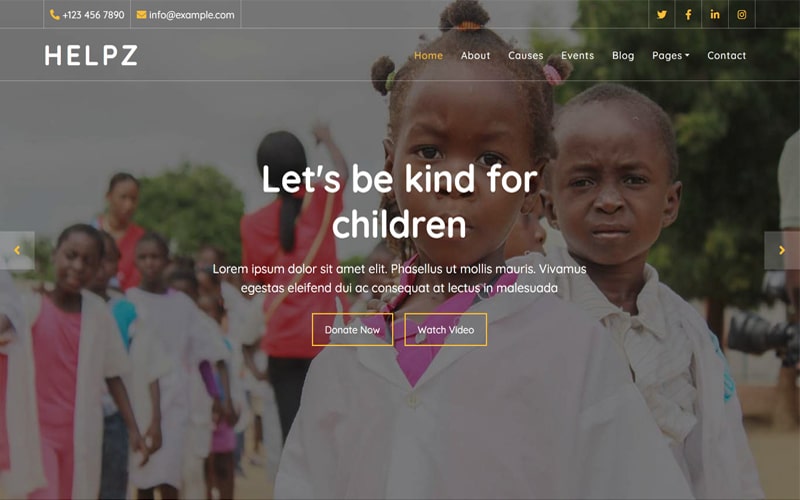 +123 456 7890 info@example.com
HELPZ
Home About Causes Events Blog Pages Contact
Let's be kind for
children
Lorem ipsum dolor sit amet elit. Phasellus ut mollis mauris. Vivamus
egestas eleifend dui ac consequat at lectus in malesuada
Donate Now Watch Video